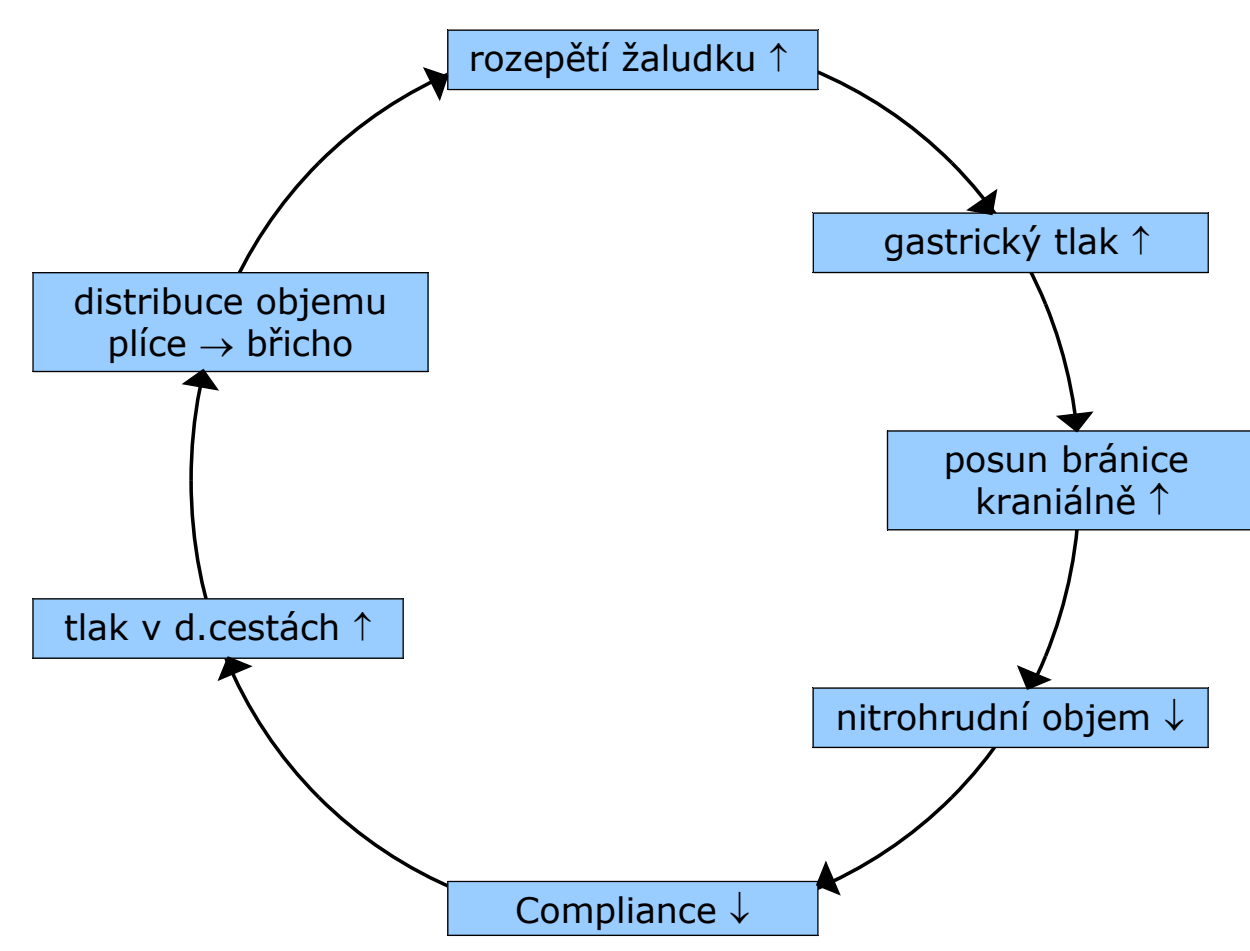 rozepětí žaludku ↑
gastrický tlak ↑
posun bránice
kraniálně ↑
nitrohrudní objem ↓
Compliance ↓
tlak v d.cestách ↑
distribuce objemu
plíce → břicho